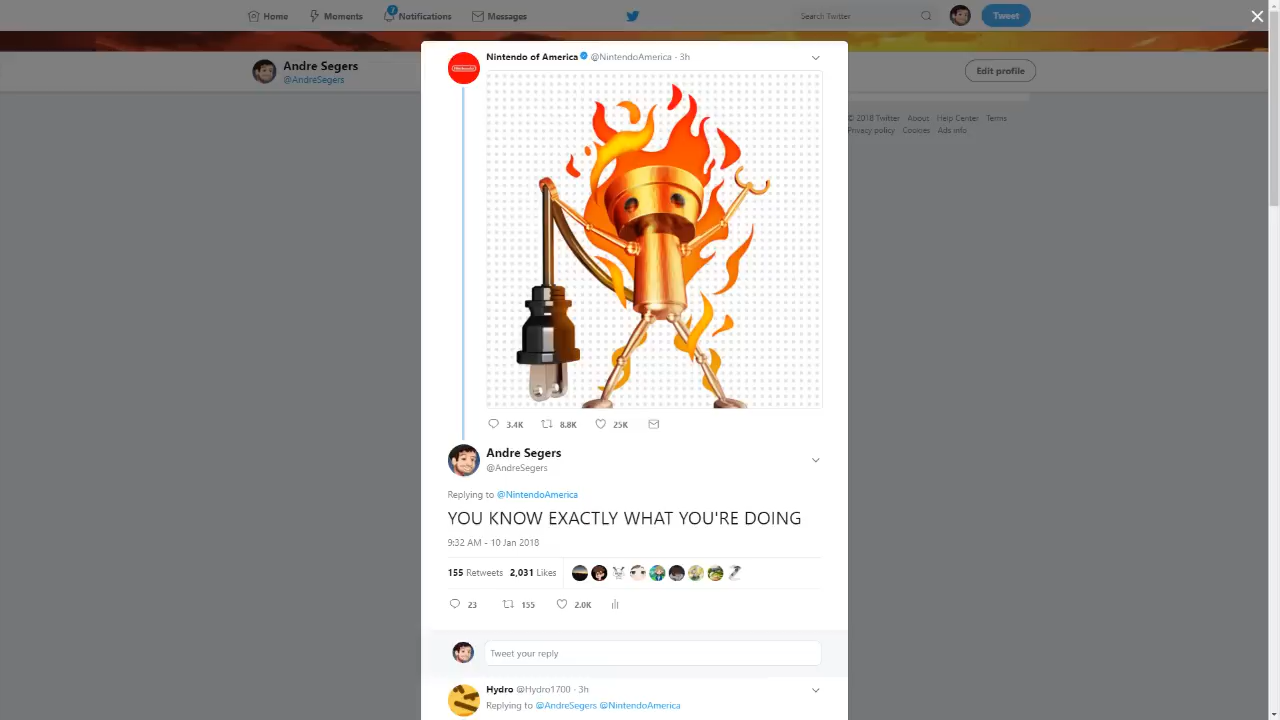 Home Moments 7 Notifications Messages Search Twitter Tweet
Andre Segers
@AndreSegers
Edit profile
© 2018 Twitter About Help Center Terms
Privacy policy Cookies Ads info
Nintendo of America @NintendoAmerica · 3h
Nintendo
3.4K 8.8K 25K
Andre Segers
@AndreSegers
Replying to @NintendoAmerica
YOU KNOW EXACTLY WHAT YOU'RE DOING
9:32 AM - 10 Jan 2018
155 Retweets 2,031 Likes
23 155 2.0K
Tweet your reply
Hydro @Hydro1700 · 3h
Replying to @AndreSegers @NintendoAmerica